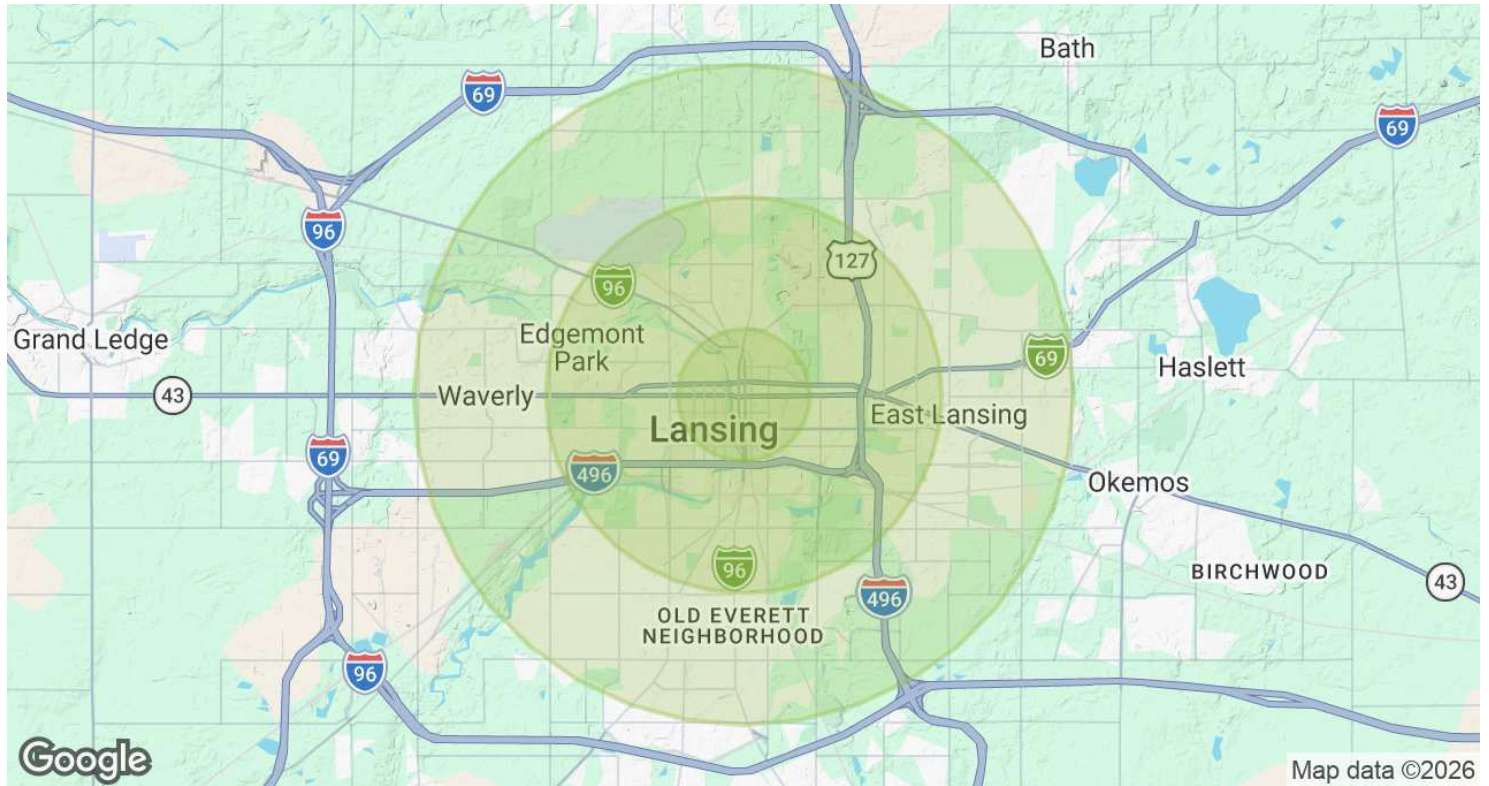 Bath
69
69
96
127
96
Grand Ledge
Edgemont
Park
69
Haslett
43
Waverly
East Lansing
Lansing
69
496
Okemos
96
BIRCHWOOD
43
496
OLD EVERETT
NEIGHBORHOOD
96
Google
Map data ©2026